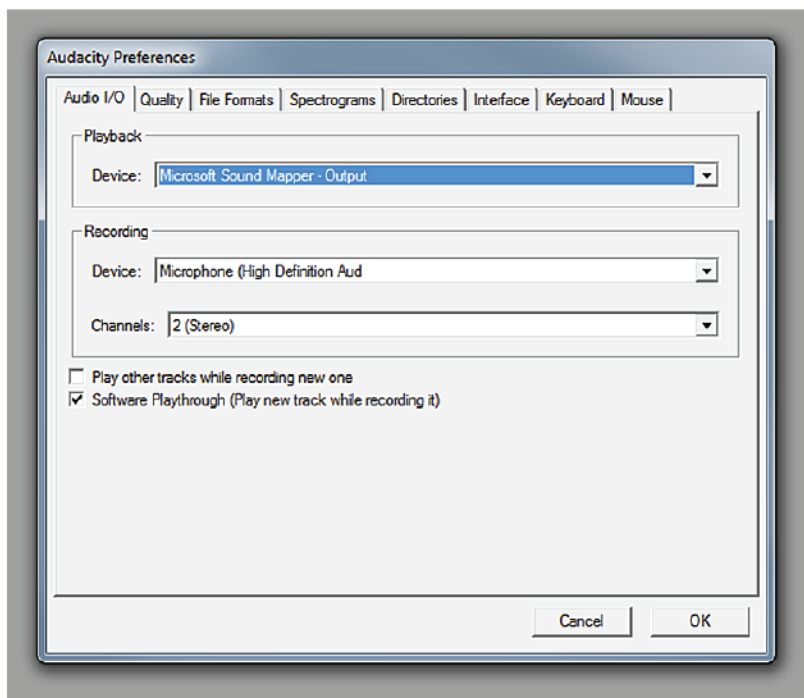 Audacity Preferences
Audio I/O Quality File Formats Spectrograms Directories Interface Keyboard Mouse
Playback
Device: Microsoft Sound Mapper - Output
Recording
Device: Microphone (High Definition Aud
Channels: 2 (Stereo)
Play other tracks while recording new one
Software Playthrough (Play new track while recording it)
Cancel OK